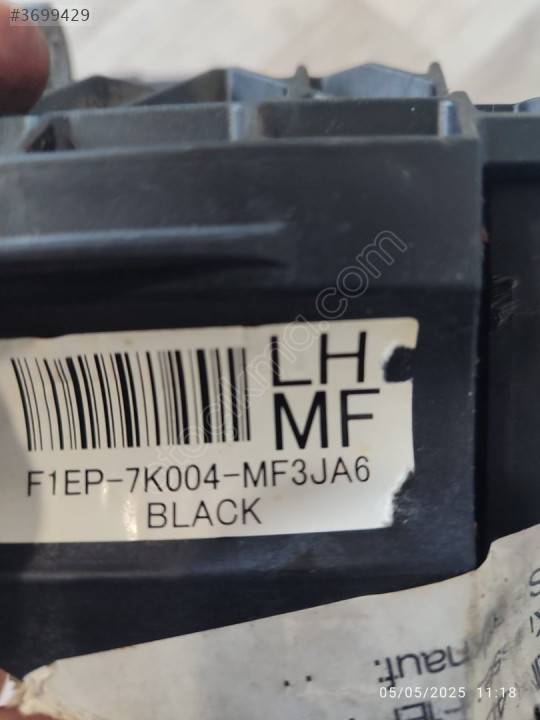 #3699429
LH
MF
F1EP-7K004-MF3JA6
BLACK
05/05/2025 11:18